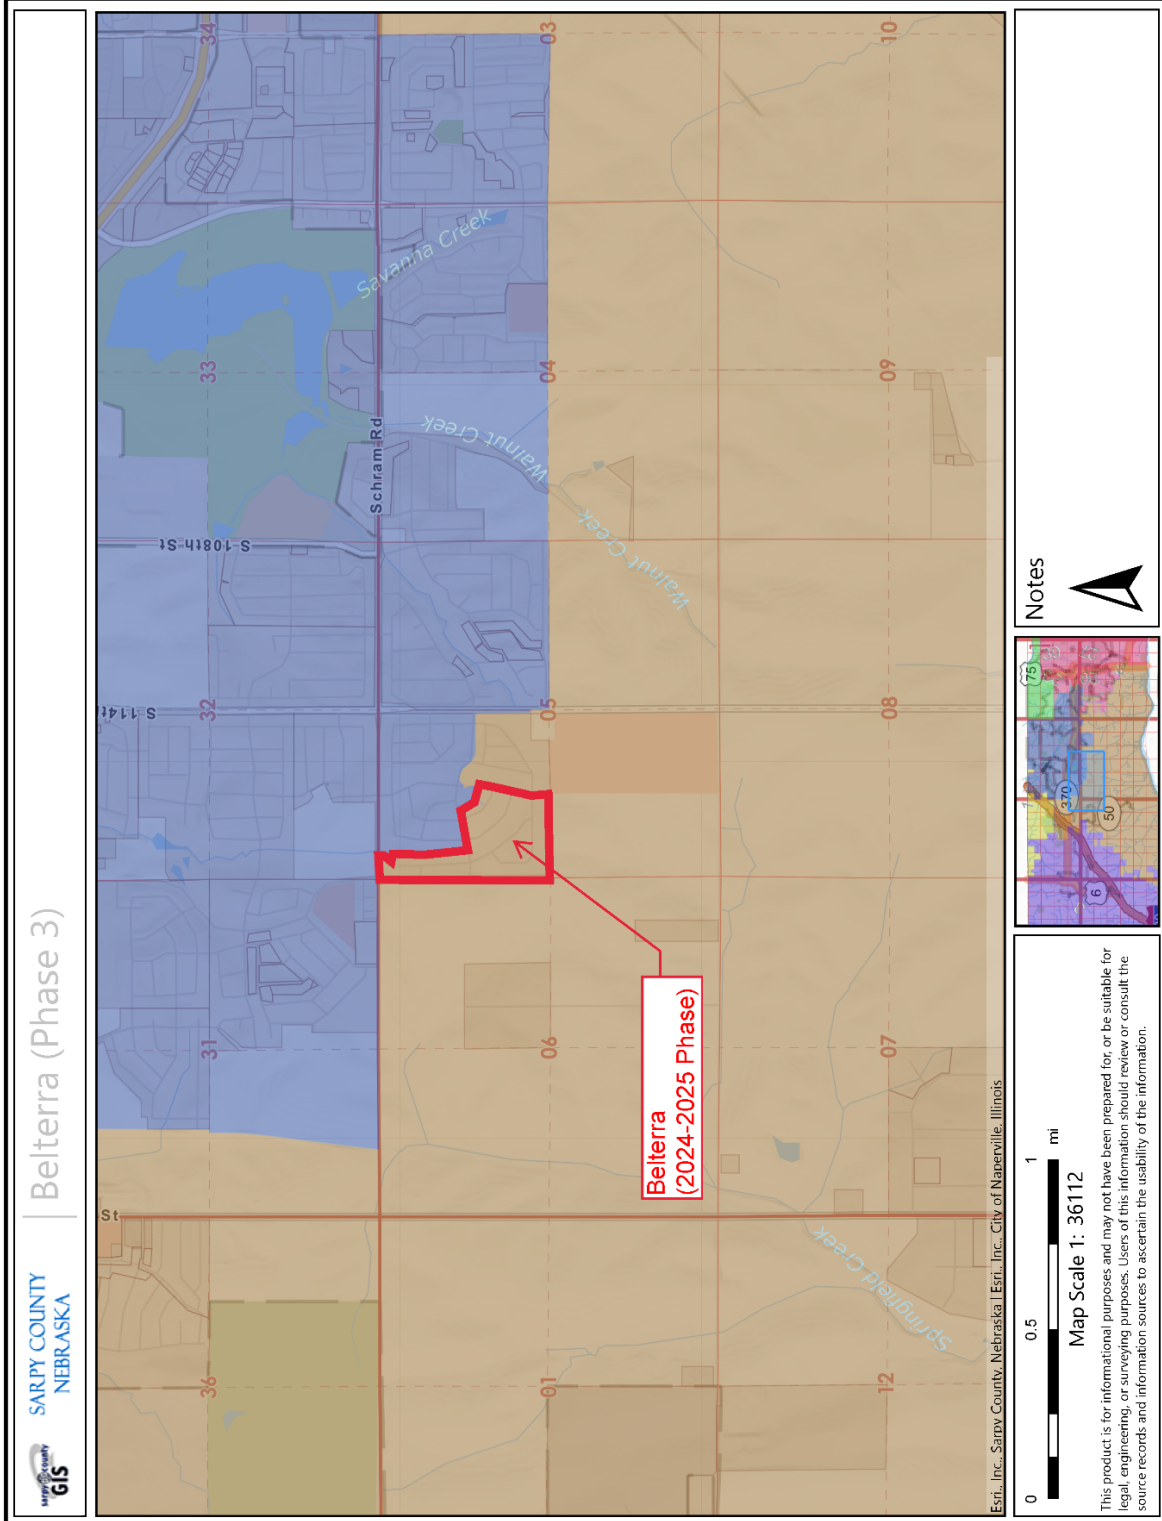 sarpy county
GIS
SARPY COUNTY
NEBRASKA
Belterra (Phase 3)
36
31
32
33
34
St
S 114th
S 108th St
Schram Rd
Savanna Creek
Walnut Creek
Walnut Creek
01
06
05
04
03
Belterra
(2024-2025 Phase)
Springfield Creek
12
07
08
09
10
Esri., Inc., Sarpy County, Nebraska | Esri., Inc., City of Naperville, Illinois
0 0.5 1 mi
Map Scale 1: 36112
This product is for informational purposes and may not have been prepared for, or be suitable for
legal, engineering, or surveying purposes. Users of this information should review or consult the
source records and information sources to ascertain the usability of the information.
6
370
50
75
Notes